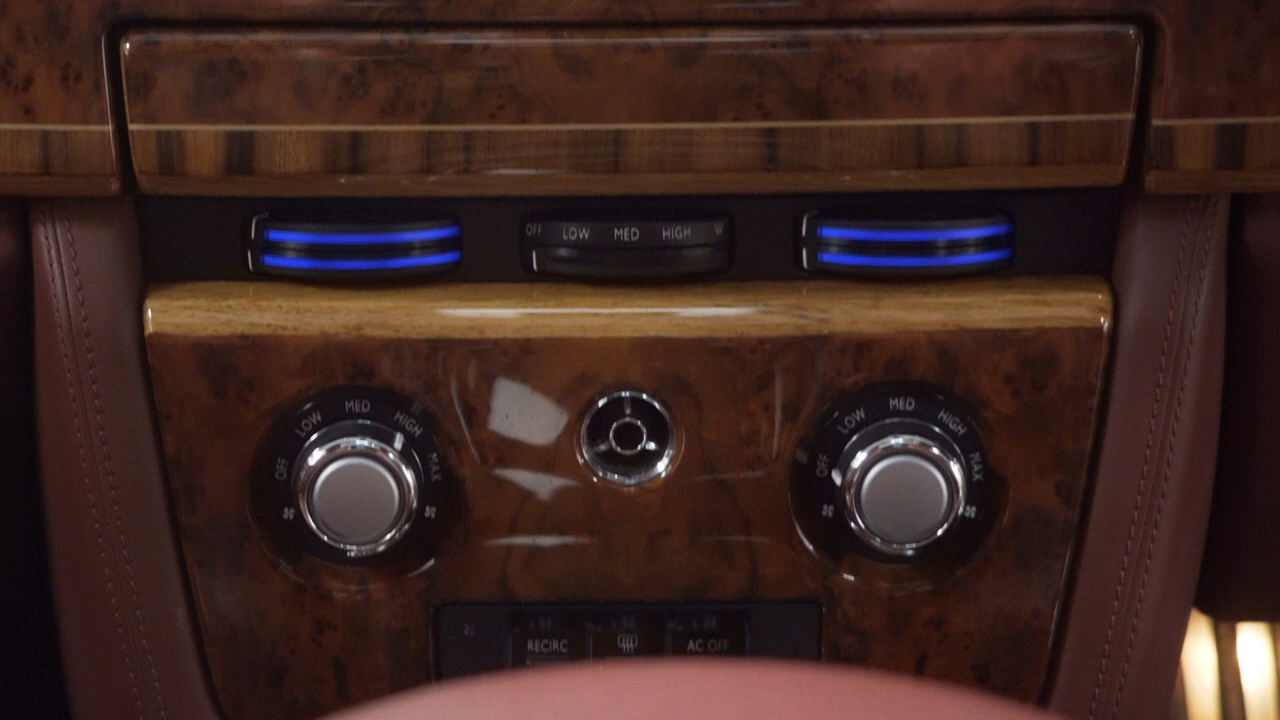 OFF LOW MED HIGH
OFF LOW MED HIGH MAX
OFF LOW MED HIGH MAX
RECIRC
AC OFF